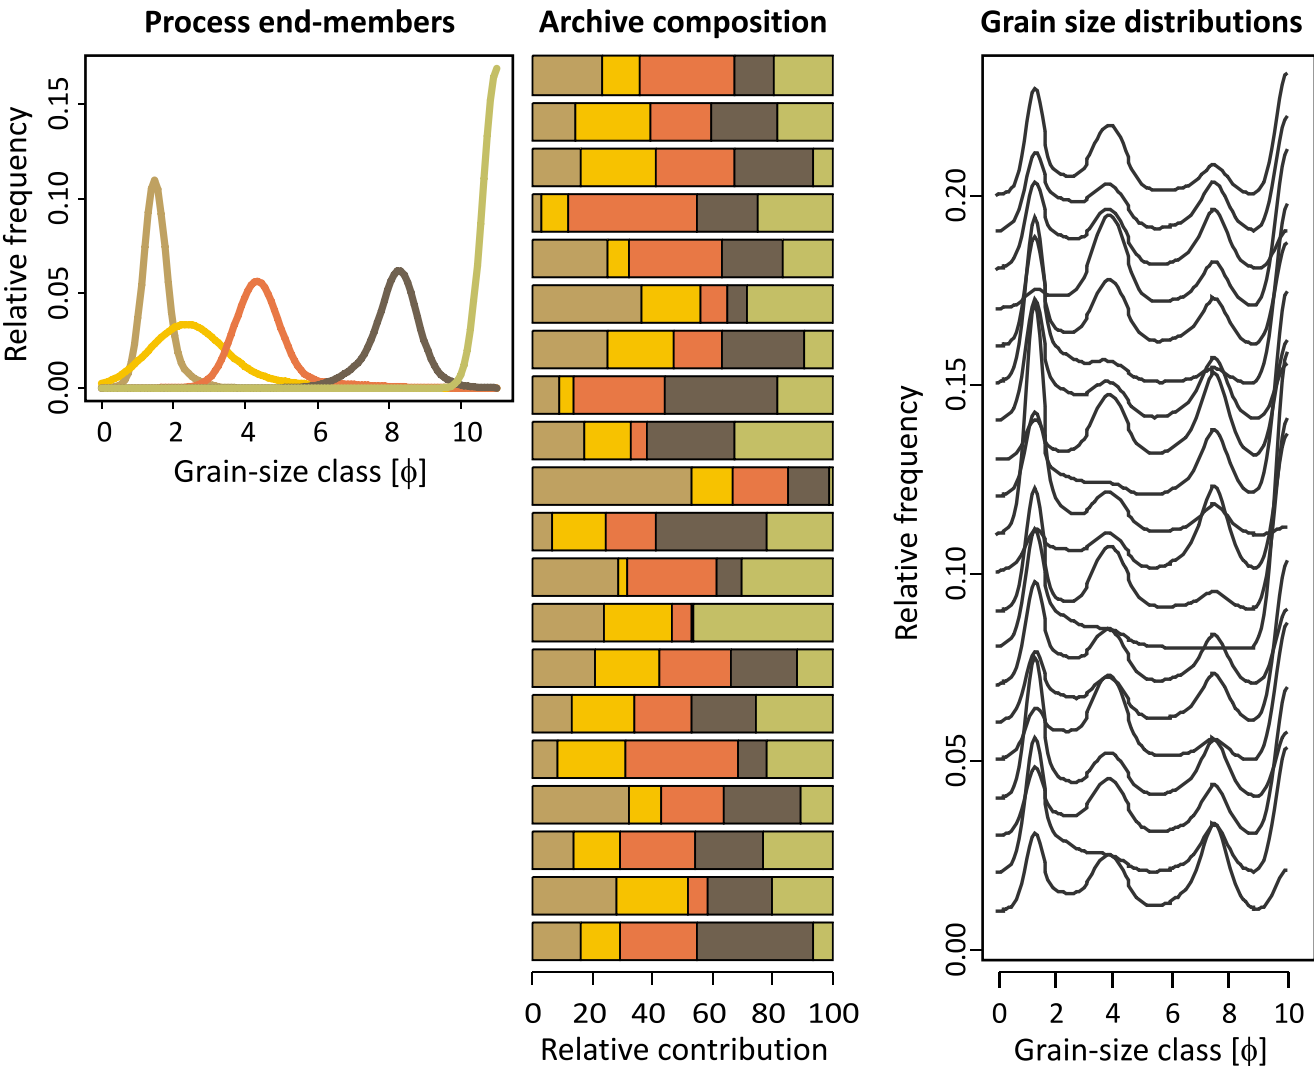 Process end-members
Relative frequency
0.15
0.10
0.05
0.00
0 2 4 6 8 10
Grain-size class [ϕ]
Archive composition
0 20 40 60 80 100
Relative contribution
Grain size distributions
Relative frequency
0.20
0.15
0.10
0.05
0.00
0 2 4 6 8 10
Grain-size class [ϕ]